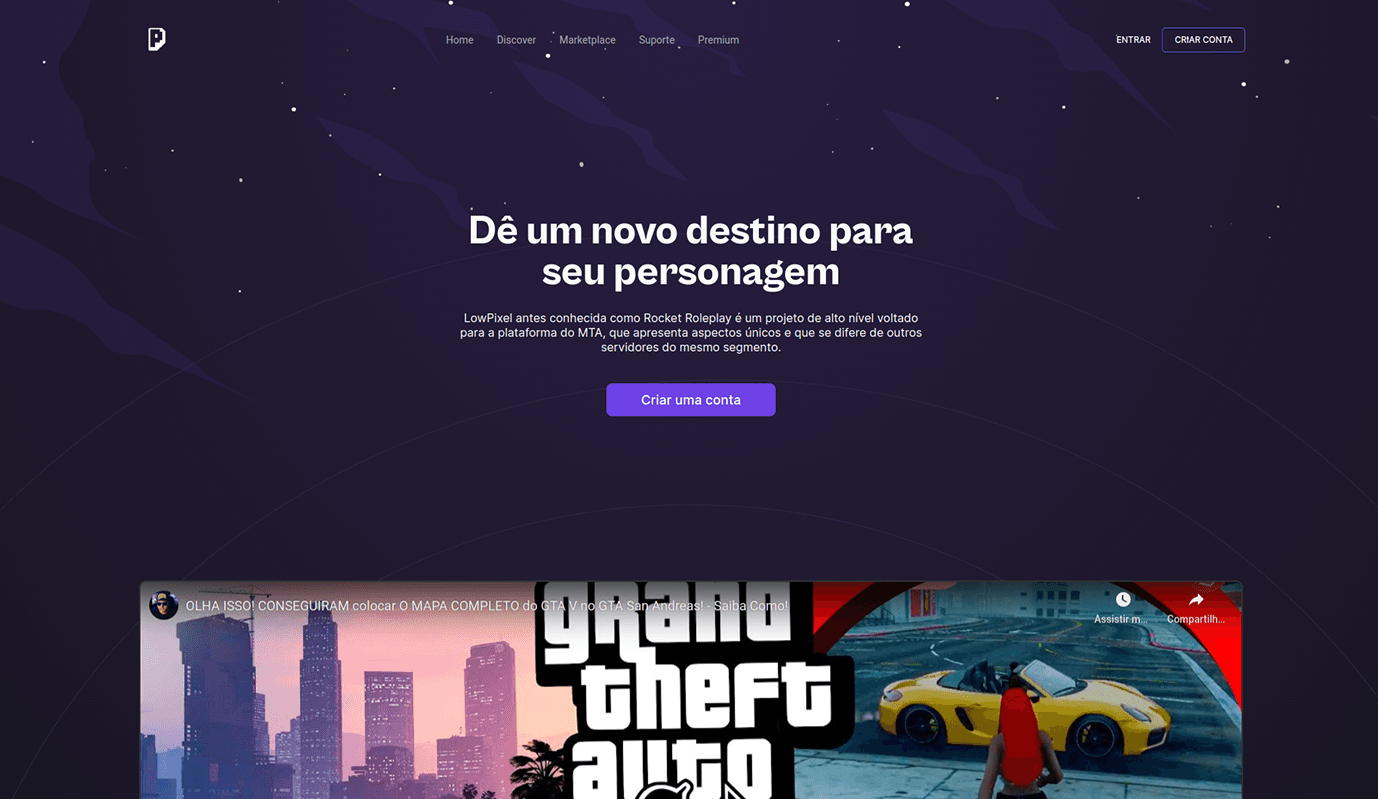 Home Discover Marketplace Suporte Premium
ENTRAR CRIAR CONTA
Dê um novo destino para
seu personagem
LowPixel antes conhecida como Rocket Roleplay é um projeto de alto nível voltado
para a plataforma do MTA, que apresenta aspectos únicos e que se difere de outros
servidores do mesmo segmento.
Criar uma conta
OLHA ISSO! CONSEGUIRAM colocar O MAPA COMPLETO do GTA V no GTA San Andreas! - Saiba Como!
Assistir m...
Compartilh...
grand
theft
auto